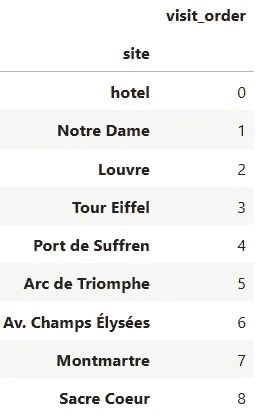 visit_order
site
hotel 0
Notre Dame 1
Louvre 2
Tour Eiffel 3
Port de Suffren 4
Arc de Triomphe 5
Av. Champs Élysées 6
Montmartre 7
Sacre Coeur 8